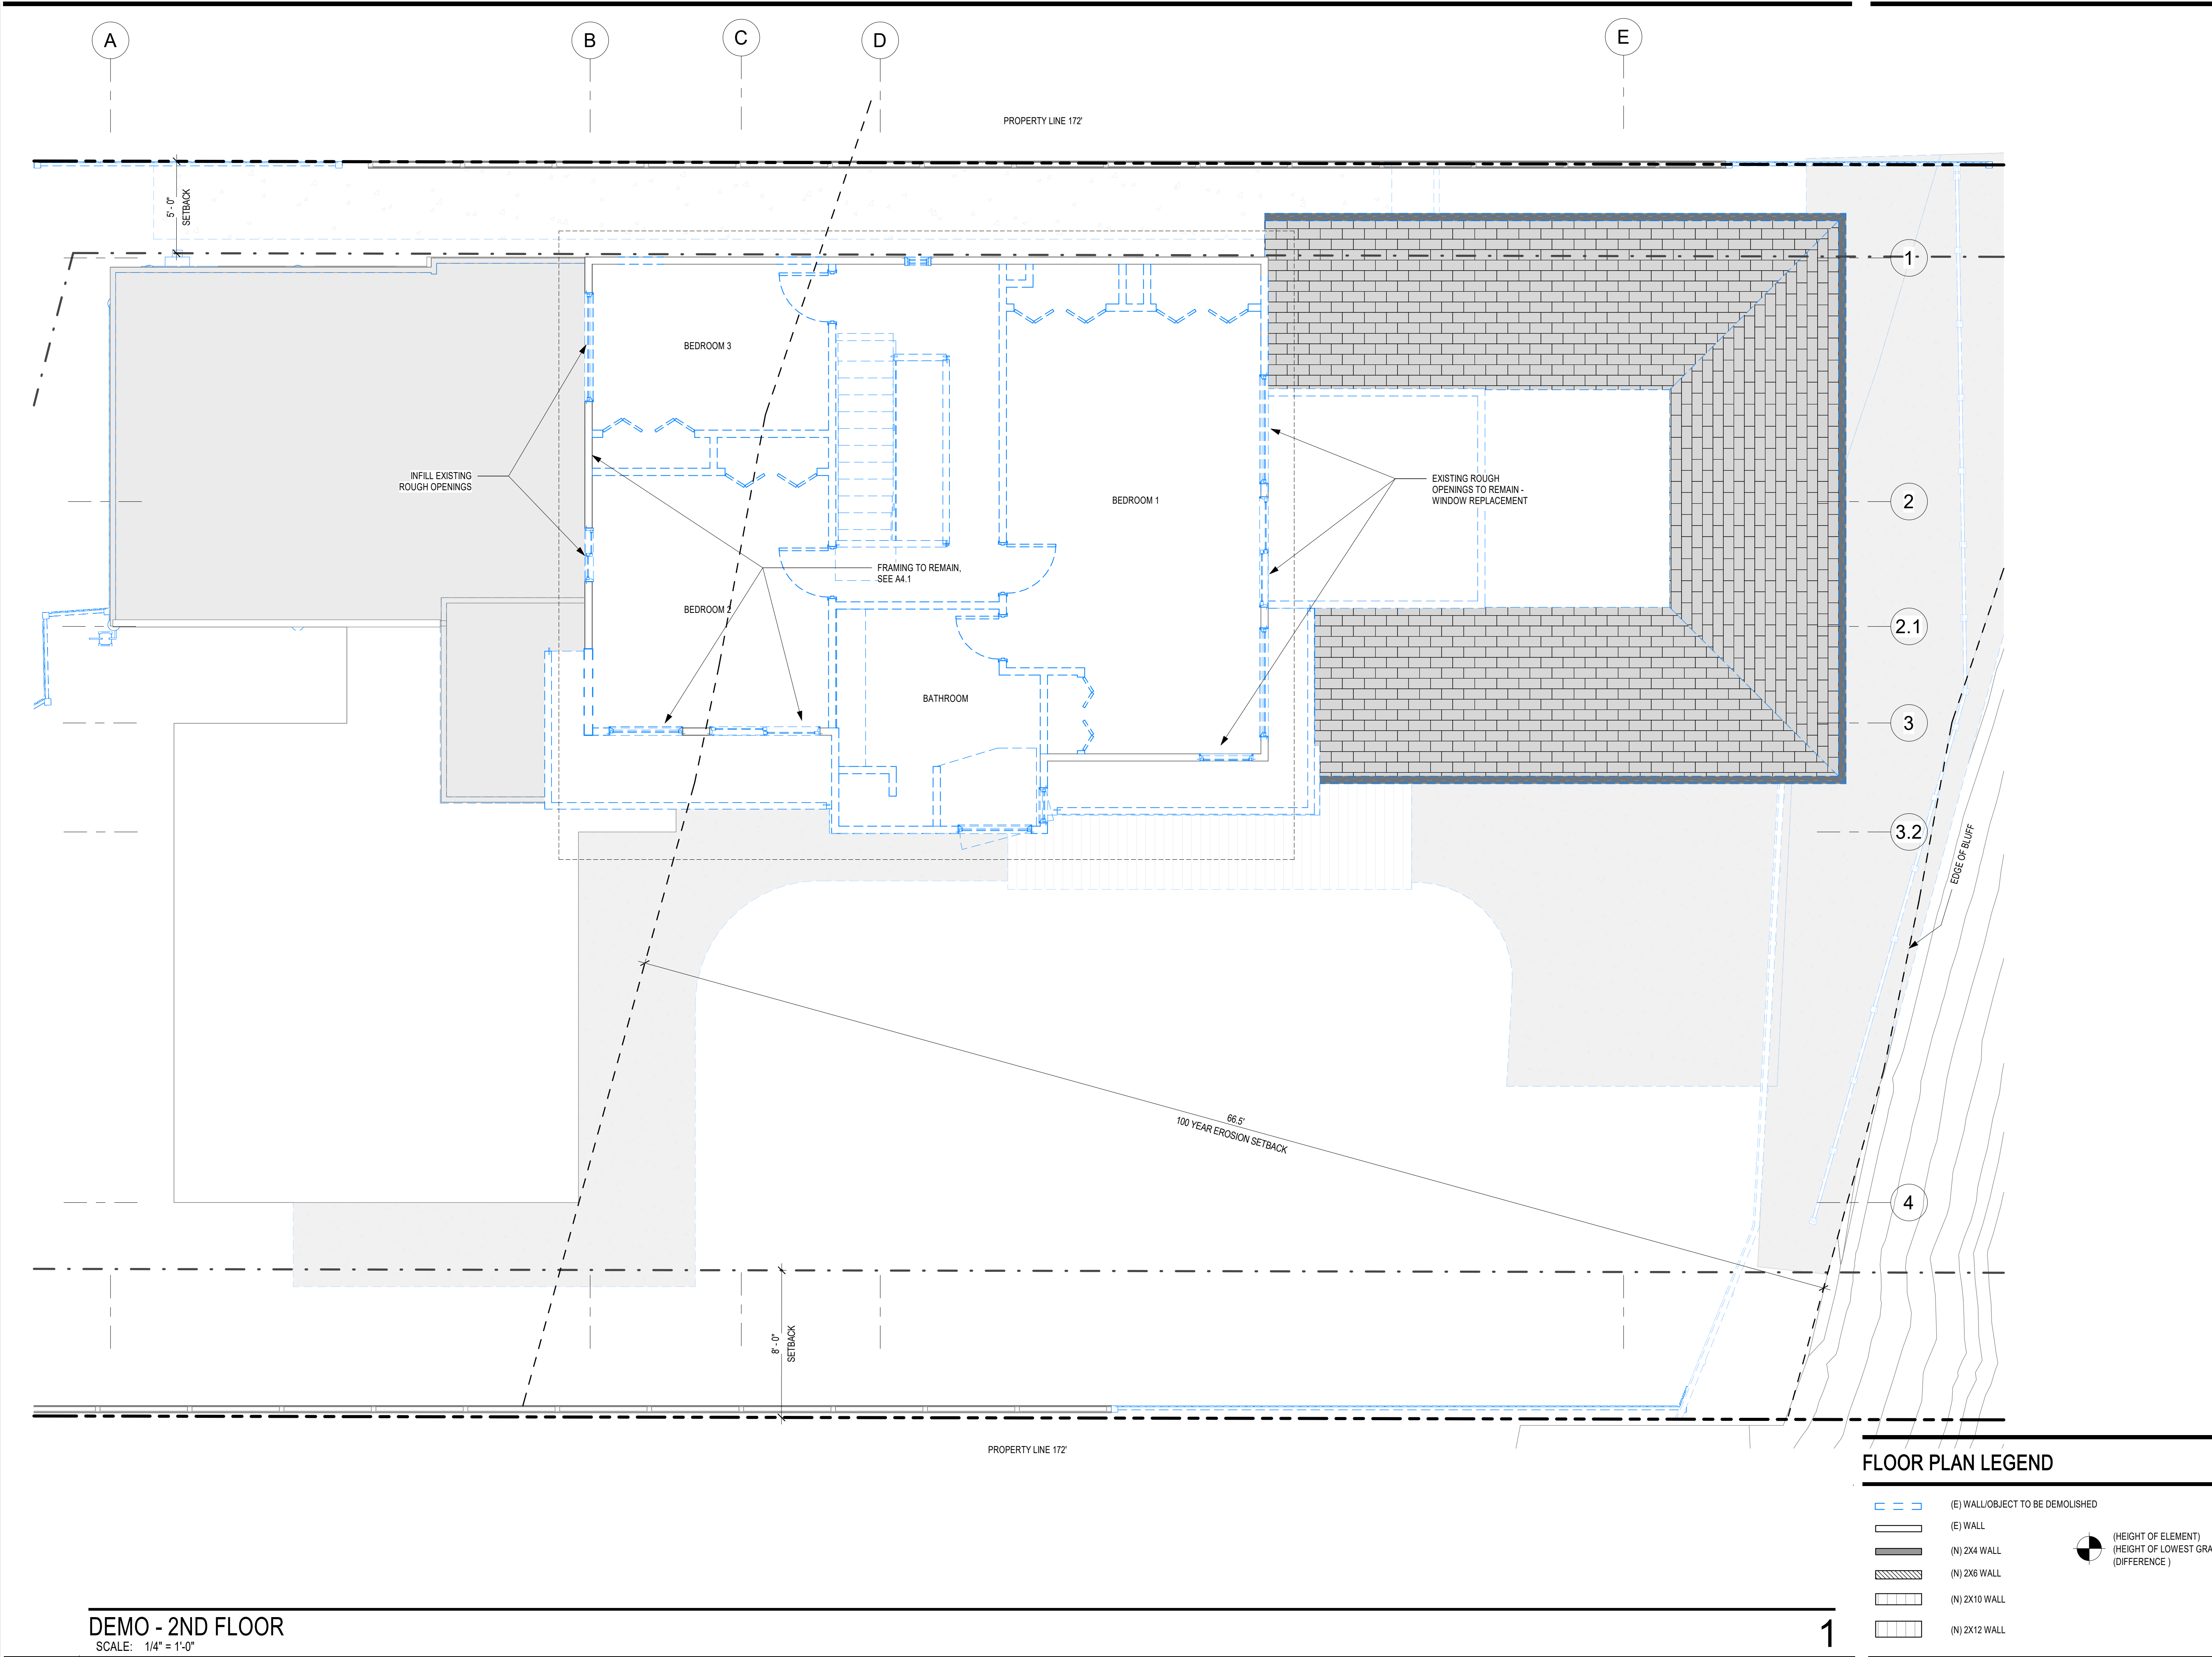 A
B
C
D
E
PROPERTY LINE 172'
5' - 0"
SETBACK
1
BEDROOM 3
INFILL EXISTING
ROUGH OPENINGS
BEDROOM 1
EXISTING ROUGH
OPENINGS TO REMAIN -
WINDOW REPLACEMENT
2
FRAMING TO REMAIN,
SEE A4.1
BEDROOM 2
2.1
BATHROOM
3
3.2
EDGE OF BLUFF
66.5'
100 YEAR EROSION SETBACK
4
8' - 0"
SETBACK
PROPERTY LINE 172'
FLOOR PLAN LEGEND
(E) WALL/OBJECT TO BE DEMOLISHED
(E) WALL
(N) 2X4 WALL
(N) 2X6 WALL
(N) 2X10 WALL
(N) 2X12 WALL
(HEIGHT OF ELEMENT)
(HEIGHT OF LOWEST GRA
(DIFFERENCE )
DEMO - 2ND FLOOR
SCALE: 1/4" = 1'-0"
1